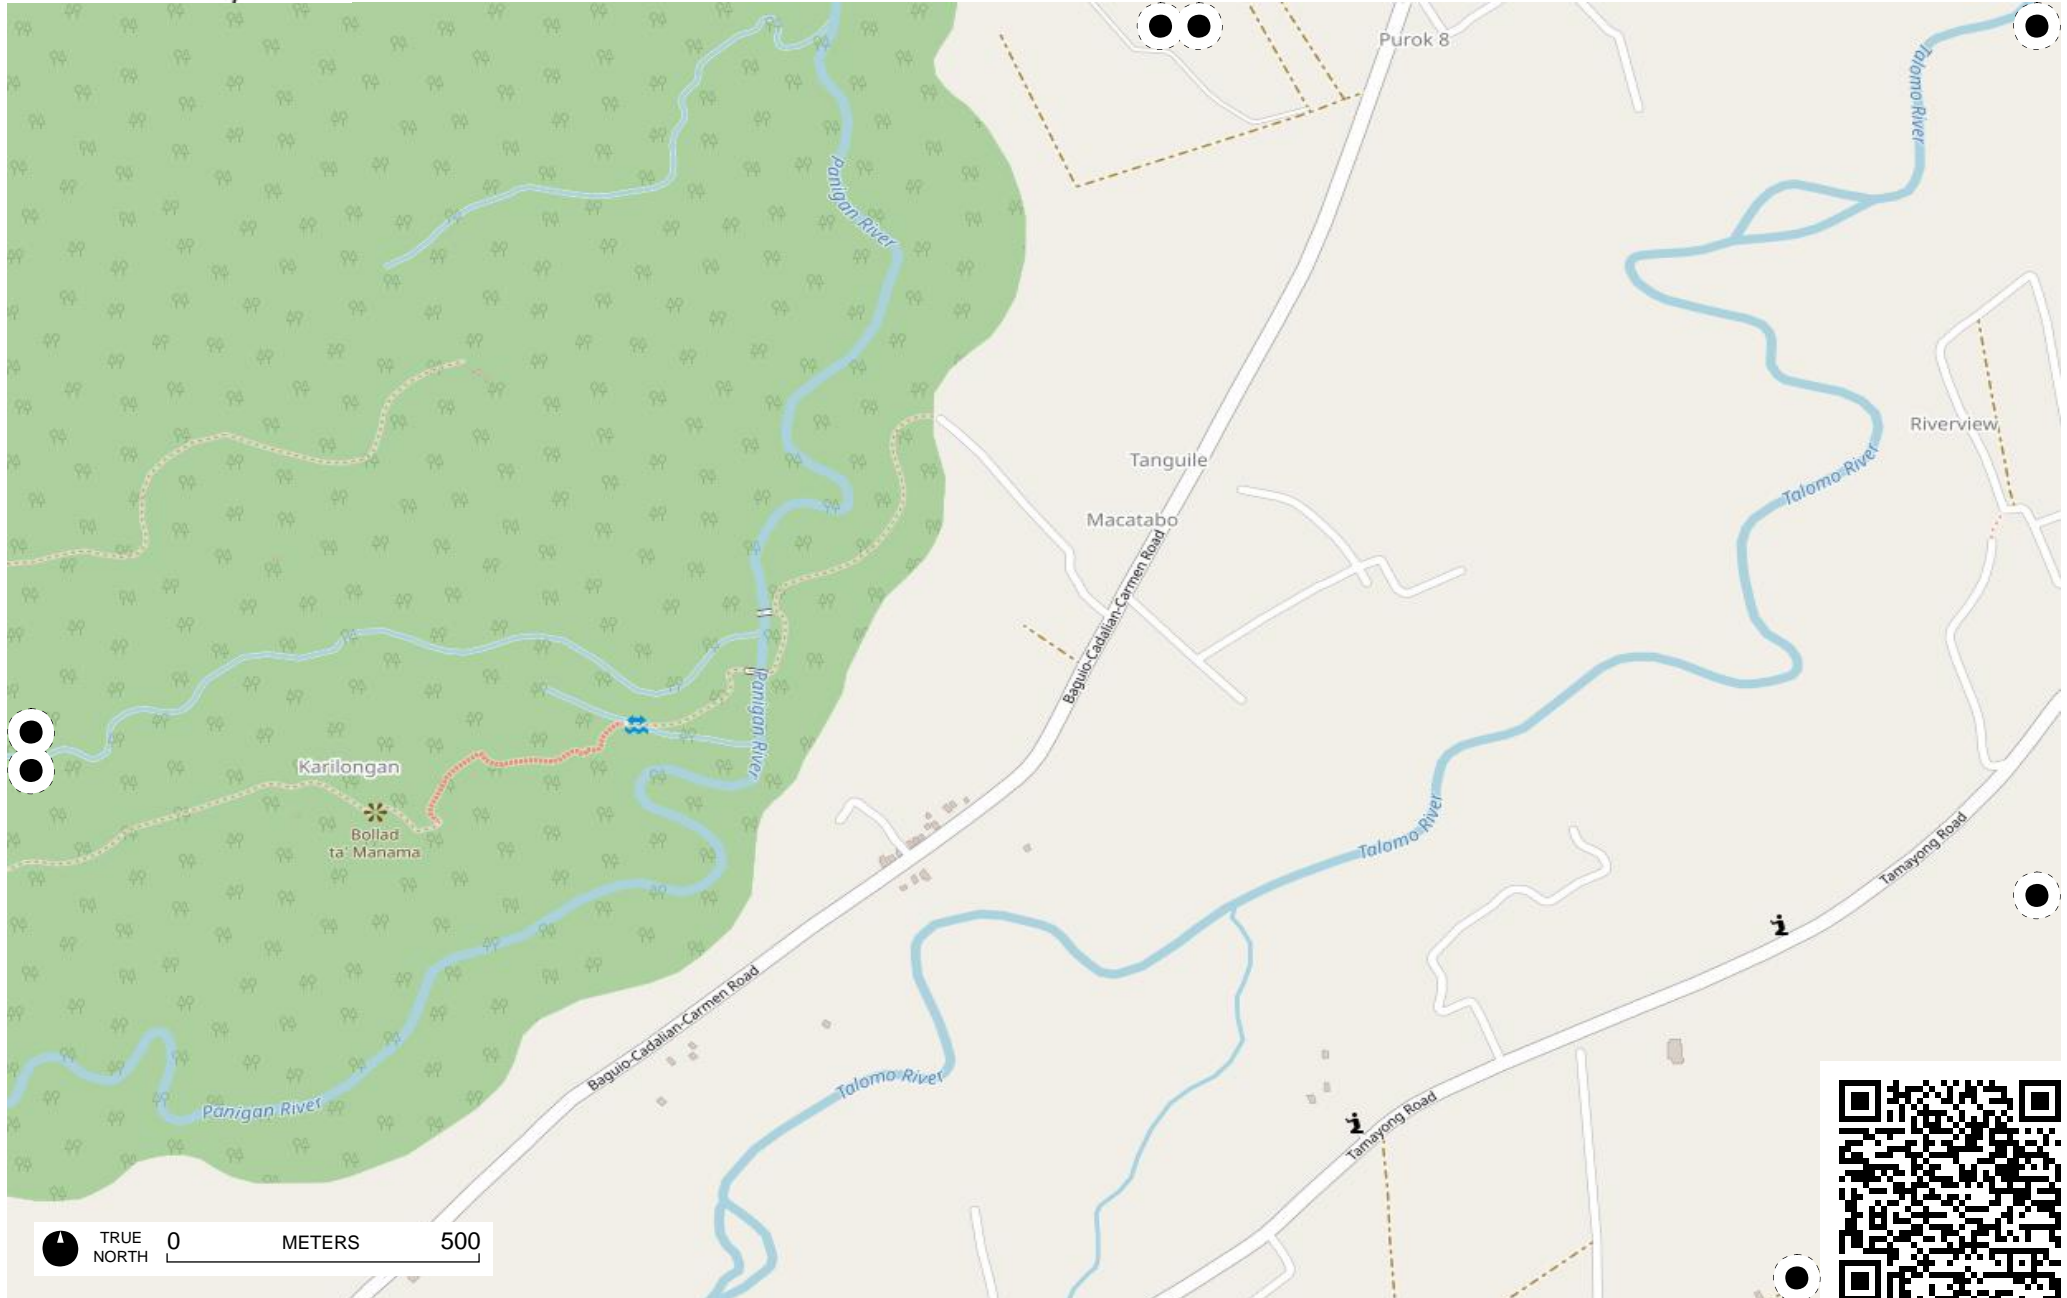 Purok 8
Talomo River
Panigan River
Riverview
Tanguile
Talomo River
Macatabo
Baguio-Cadalian-Carmen Road
Panigan River
Karilongan
Bollad
ta' Manama
Talomo River
Tamayong Road
Baguio-Cadalian-Carmen Road
Talomo River
Panigan River
Tamayong Road
TRUE
NORTH
0 METERS 500